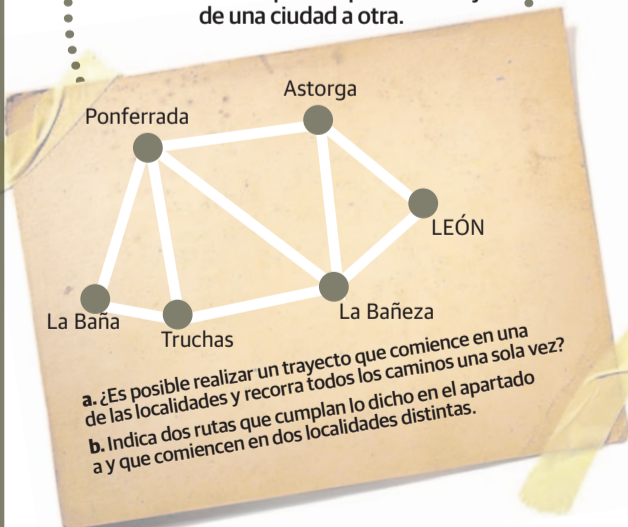 de una ciudad a otra.
Astorga
Ponferrada
LEÓN
La Bañeza
La Baña
Truchas
a. ¿Es posible realizar un trayecto que comience en una
de las localidades y recorra todos los caminos una sola vez?
b. Indica dos rutas que cumplan lo dicho en el apartado
a y que comiencen en dos localidades distintas.